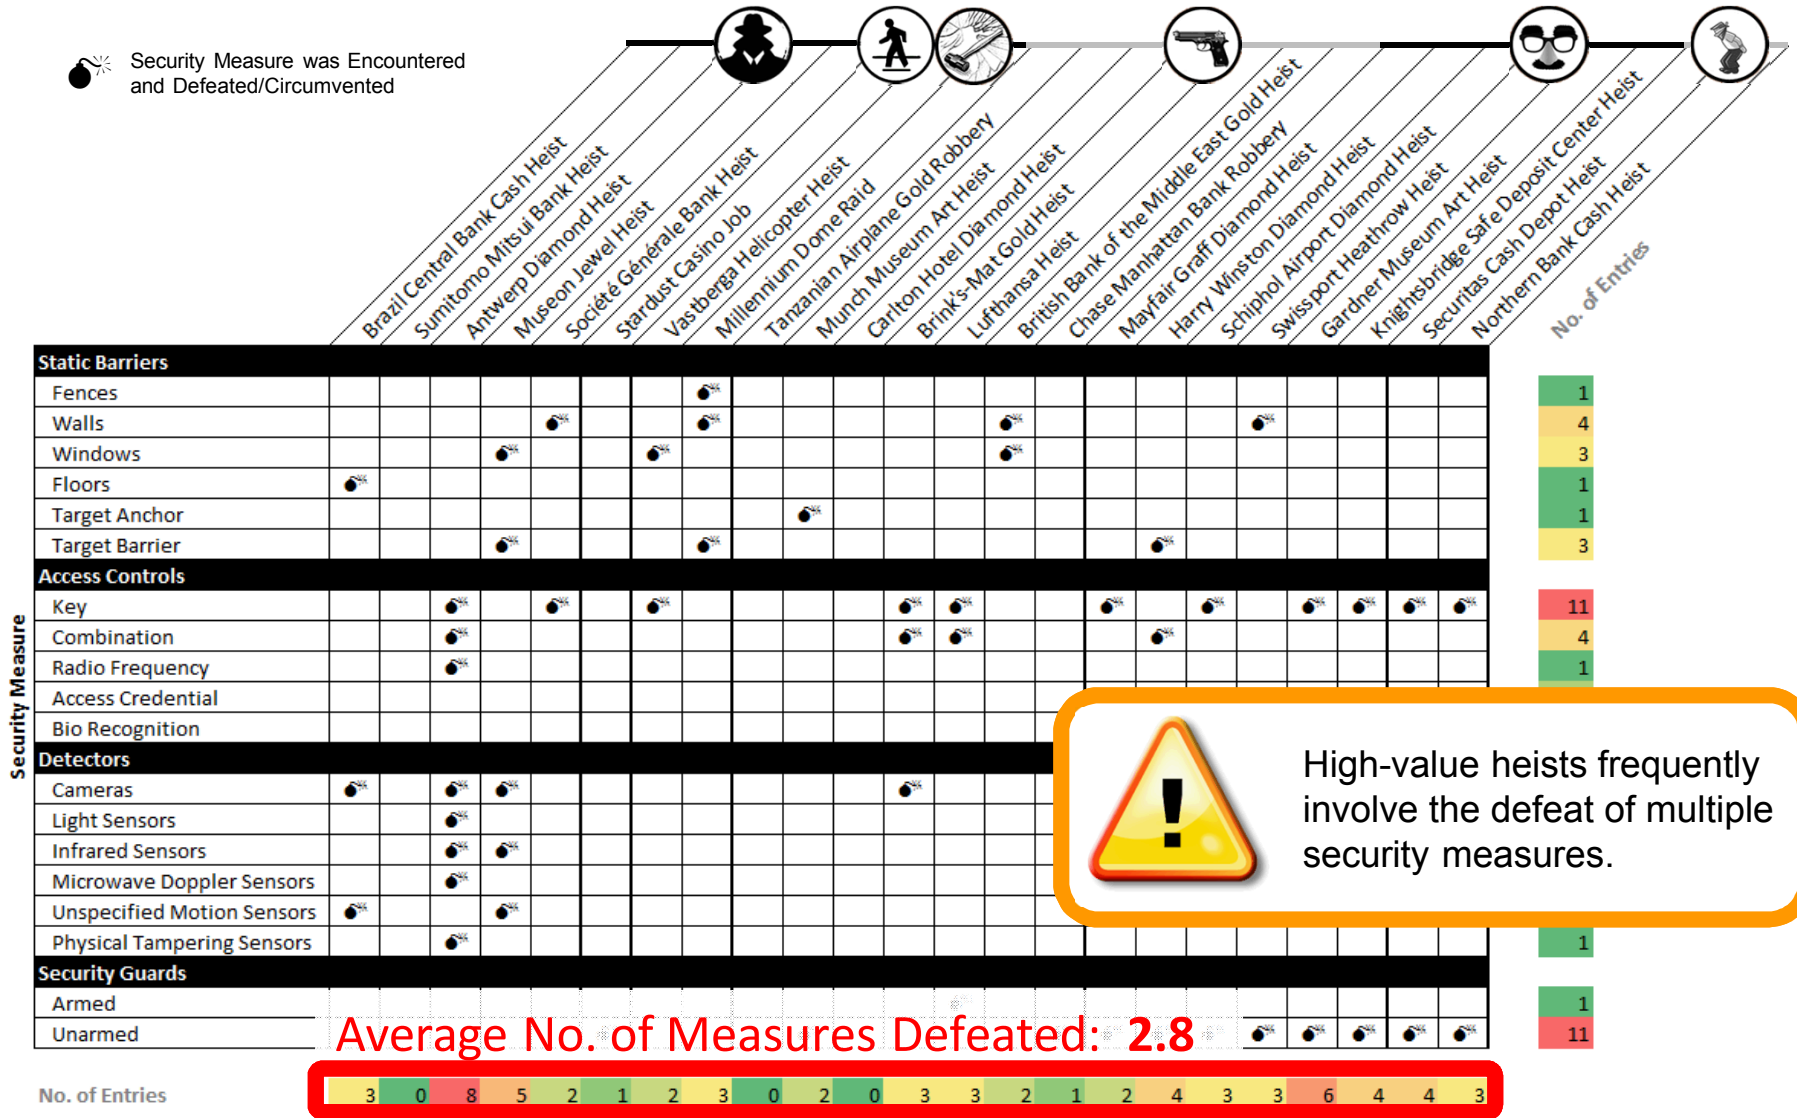 Security Measure was Encountered
and Defeated/Circumvented
Brazil Central Bank Cash Heist
Sumitomo Mitsui Bank Heist
Antwerp Diamond Heist
Museon Jewel Heist
Société Générale Bank Heist
Stardust Casino Job
Vastberga Helicopter Heist
Millennium Dome Raid
Tanzanian Airplane Gold Robbery
Munch Museum Art Heist
Carlton Hotel Diamond Heist
Brink's-Mat Gold Heist
Lufthansa Heist
British Bank of the Middle East Gold Heist
Chase Manhattan Bank Robbery
Mayfair Graff Diamond Heist
Harry Winston Diamond Heist
Schiphol Airport Diamond Heist
Swissport Heathrow Heist
Gardner Museum Art Heist
Knightsbridge Safe Deposit Center Heist
Securitas Cash Depot Heist
Northern Bank Cash Heist
No. of Entries
Security Measure
Static Barriers
Fences 1
Walls 4
Windows 3
Floors 1
Target Anchor 1
Target Barrier 3
Access Controls
Key 11
Combination 4
Radio Frequency 1
Access Credential
Bio Recognition
Detectors
Cameras
Light Sensors
Infrared Sensors
Microwave Doppler Sensors
Unspecified Motion Sensors
Physical Tampering Sensors 1
High-value heists frequently
involve the defeat of multiple
security measures.
Security Guards
Armed 1
Unarmed 11
Average No. of Measures Defeated: 2.8
No. of Entries 3 0 8 5 2 1 2 3 0 2 0 3 3 2 1 2 4 3 3 6 4 4 3